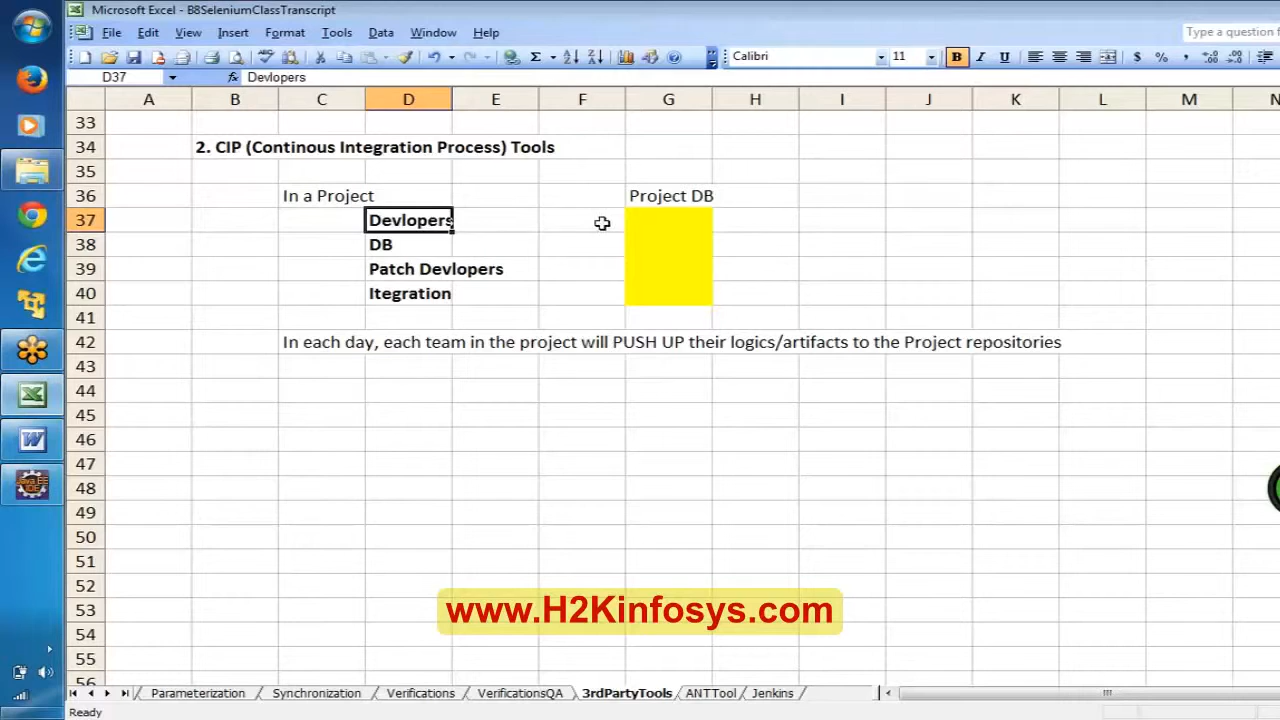 Microsoft Excel - B8SeleniumClassTranscript
File Edit View Insert Format Tools Data Window Help
Type a question f
Calibri 11 B I U $ %
D37 fx Devlopers
A B C D E F G H I J K L M N
33
34 2. CIP (Continous Integration Process) Tools
35
36 In a Project Project DB
37 Devlopers
38 DB
39 Patch Devlopers
40 Itegration
41
42 In each day, each team in the project will PUSH UP their logics/artifacts to the Project repositories
43
44
45
46
47
48
49
50
51
52
53
54
55
56
www.H2Kinfosys.com
Parameterization Synchronization Verifications VerificationsQA 3rdPartyTools ANTTool Jenkins
Ready